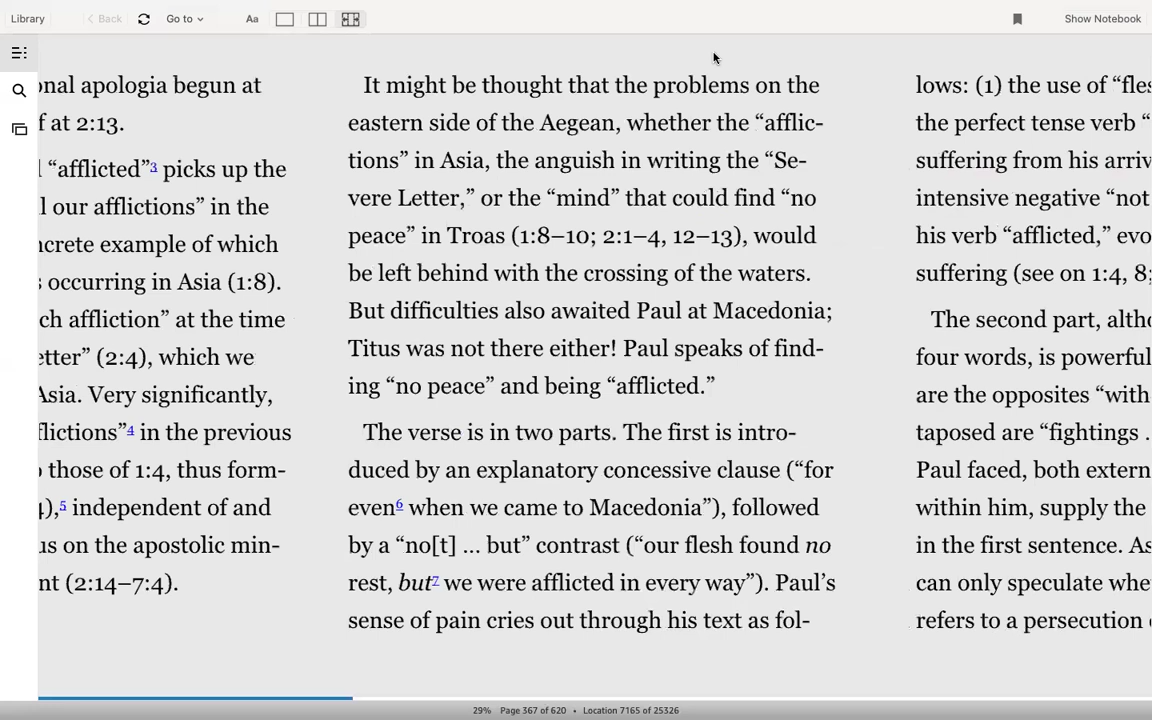 Library
Back
Go to
Aa
Show Notebook
onal apologia begun at
f at 2:13.
“afflicted”3 picks up the
l our afflictions” in the
ncrete example of which
s occurring in Asia (1:8).
ch affliction” at the time
etter” (2:4), which we
Asia. Very significantly,
flictions”4 in the previous
those of 1:4, thus form-
4),5 independent of and
us on the apostolic min-
nt (2:14–7:4).
It might be thought that the problems on the
eastern side of the Aegean, whether the “afflic-
tions” in Asia, the anguish in writing the “Se-
vere Letter,” or the “mind” that could find “no
peace” in Troas (1:8–10; 2:1–4, 12–13), would
be left behind with the crossing of the waters.
But difficulties also awaited Paul at Macedonia;
Titus was not there either! Paul speaks of find-
ing “no peace” and being “afflicted.”
The verse is in two parts. The first is intro-
duced by an explanatory concessive clause (“for
even6 when we came to Macedonia”), followed
by a “no[t] ... but” contrast (“our flesh found no
rest, but7 we were afflicted in every way”). Paul’s
sense of pain cries out through his text as fol-
lows: (1) the use of “fles
the perfect tense verb “
suffering from his arriv
intensive negative “not
his verb “afflicted,” evo
suffering (see on 1:4, 8;
The second part, altho
four words, is powerful
are the opposites “with
taposed are “fightings .
Paul faced, both extern
within him, supply the
in the first sentence. As
can only speculate whe
refers to a persecution
29% Page 367 of 620 • Location 7165 of 25326